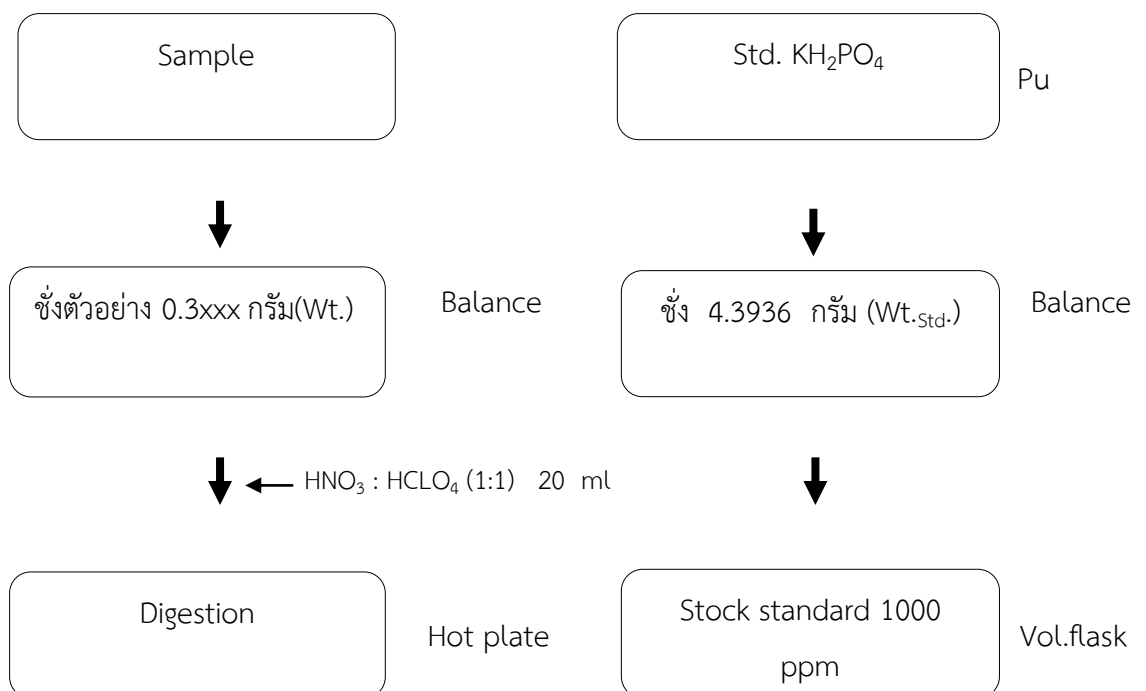 Sample
Std. KH₂PO₄
Pu
ชั่งตัวอย่าง 0.3xxx กรัม(Wt.)
Balance
ชั่ง 4.3936 กรัม (Wt.Std.)
Balance
HNO₃ : HCLO₄ (1:1) 20 ml
Digestion
Hot plate
Stock standard 1000
ppm
Vol.flask